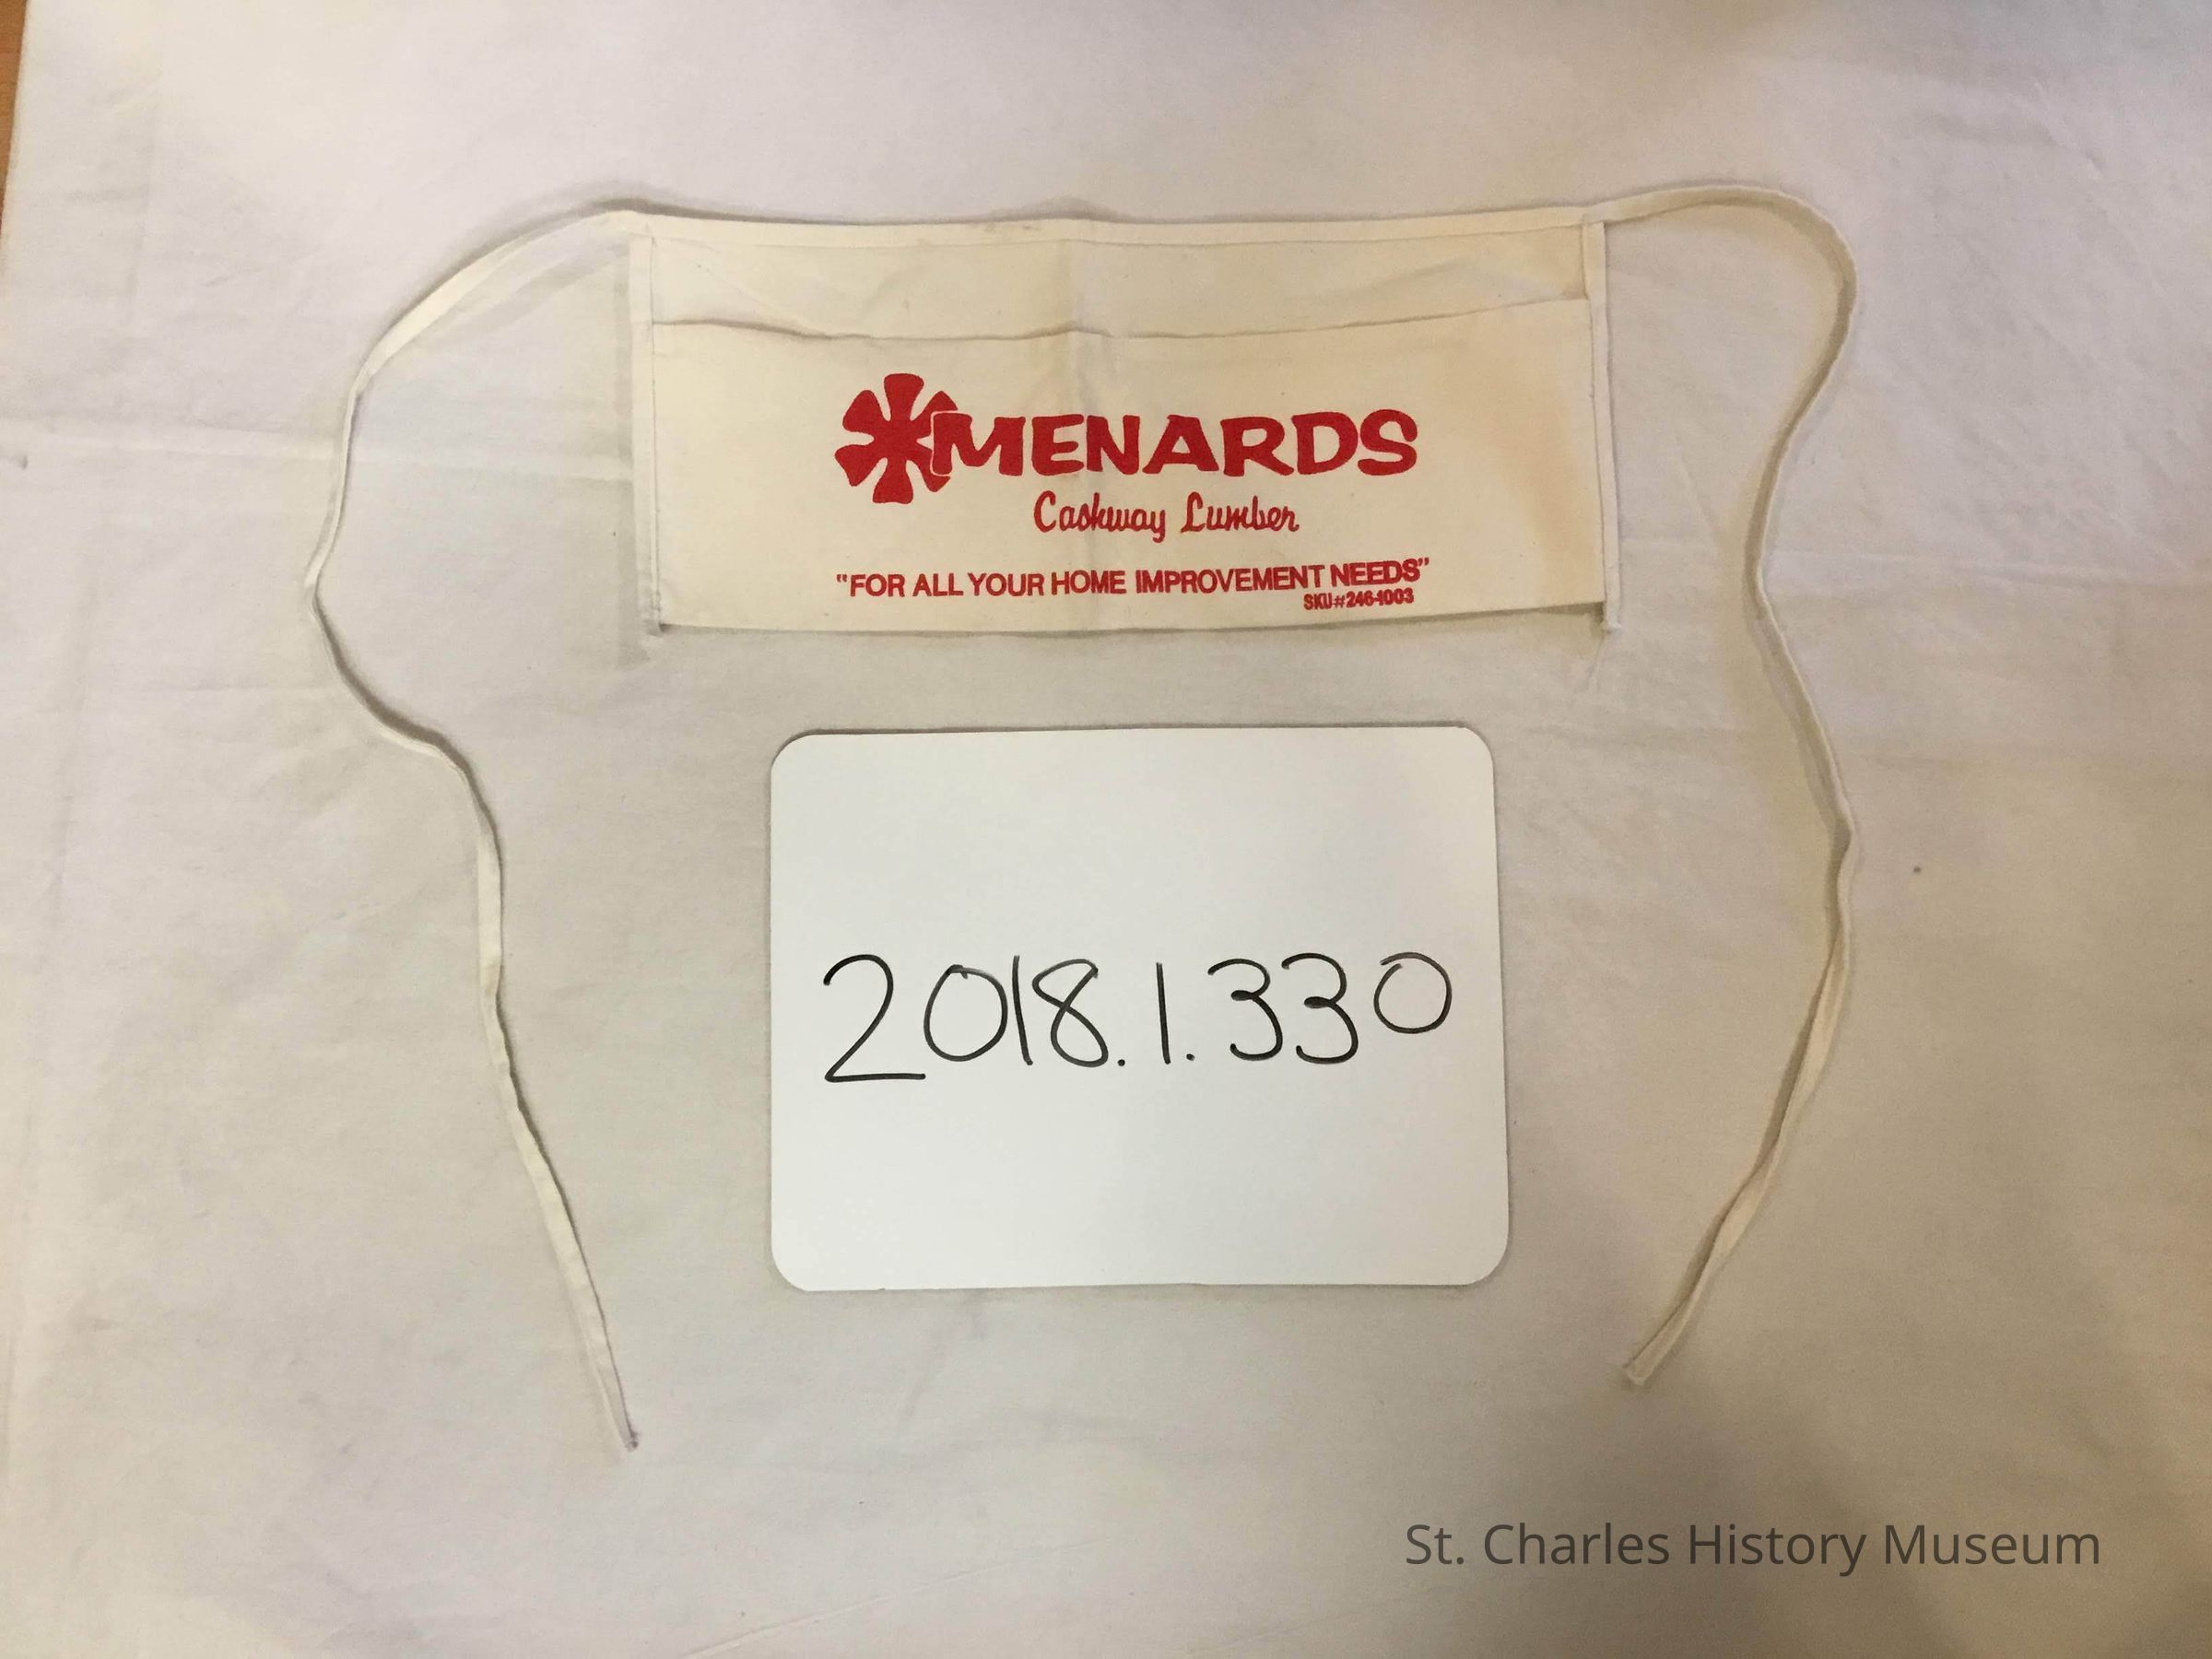 MENARDS
Cashway Lumber
"FOR ALL YOUR HOME IMPROVEMENT NEEDS"
SKU#246-1003
2018.1.330
St. Charles History Museum